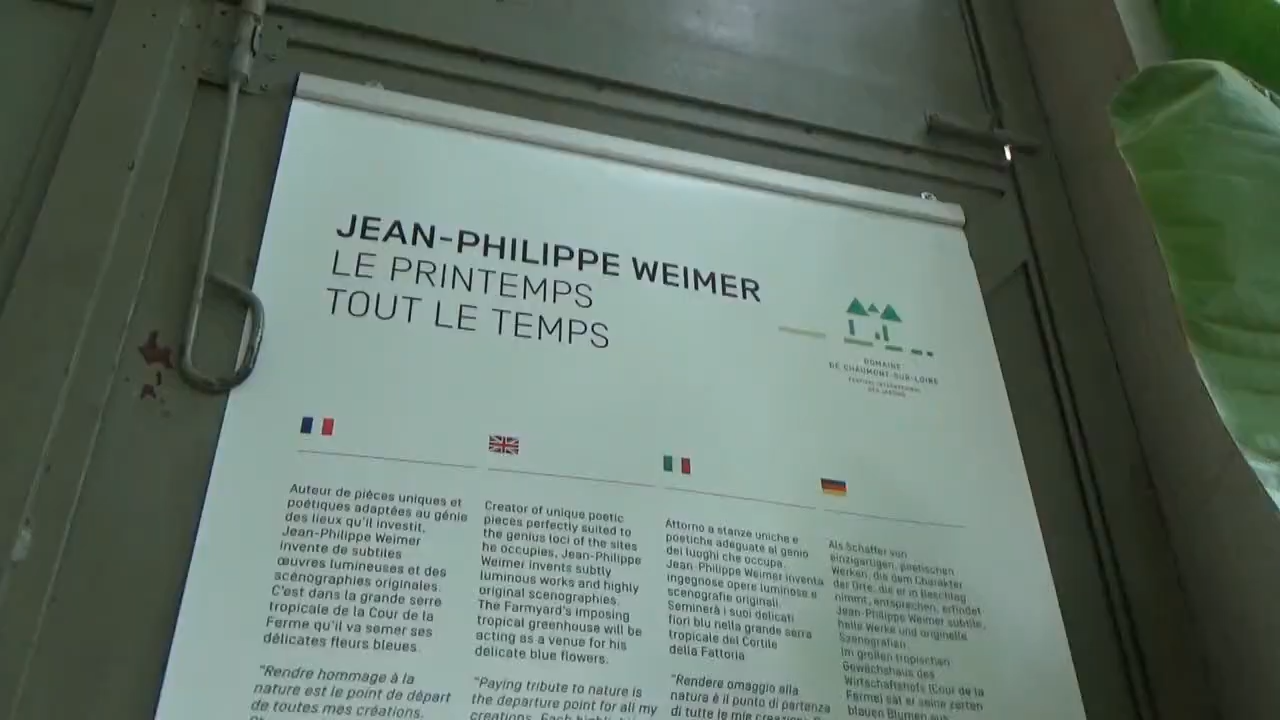 JEAN-PHILIPPE WEIMER
LE PRINTEMPS
TOUT LE TEMPS
DOMAINE
DE CHAUMONT-SUR-LOIRE
FESTIVAL INTERNATIONAL
DES JARDINS
Auteur de pièces uniques et
poétiques adaptées au génie
des lieux qu'il investit,
Jean-Philippe Weimer
invente de subtiles
œuvres lumineuses et des
scénographies originales.
C'est dans la grande serre
tropicale de la Cour de la
Ferme qu'il va semer ses
délicates fleurs bleues.
"Rendre hommage à la
nature est le point de départ
de toutes mes créations.
Creator of unique poetic
pieces perfectly suited to
the genius loci of the sites
he occupies, Jean-Philippe
Weimer invents subtly
luminous works and highly
original scenographies.
The Farmyard's imposing
tropical greenhouse will be
acting as a venue for his
delicate blue flowers.
"Paying tribute to nature is
the departure point for all my
creations. Each
Attorno a stanze uniche e
poetiche adeguate al genio
dei luoghi che occupa,
Jean-Philippe Weimer inventa
ingegnose opere luminose e
scenografie originali.
Seminerà i suoi delicati
fiori blu nella grande serra
tropicale del Cortile
della Fattoria
"Rendere omaggio alla
natura è il punto di partenza
di tutte le mie
Als Schaffer von
einzigartigen, poetischen
Werken, die dem Charakter
der Orte, die er in Beschlag
nimmt, entsprechen, erfindet
Jean-Philippe Weimer subtile,
helle Werke und originelle
Szenografien.
Im großen tropischen
Gewächshaus des
Wirtschaftshofs (Cour de la
Ferme) sät er seine zarten
blauen Blumen aus.